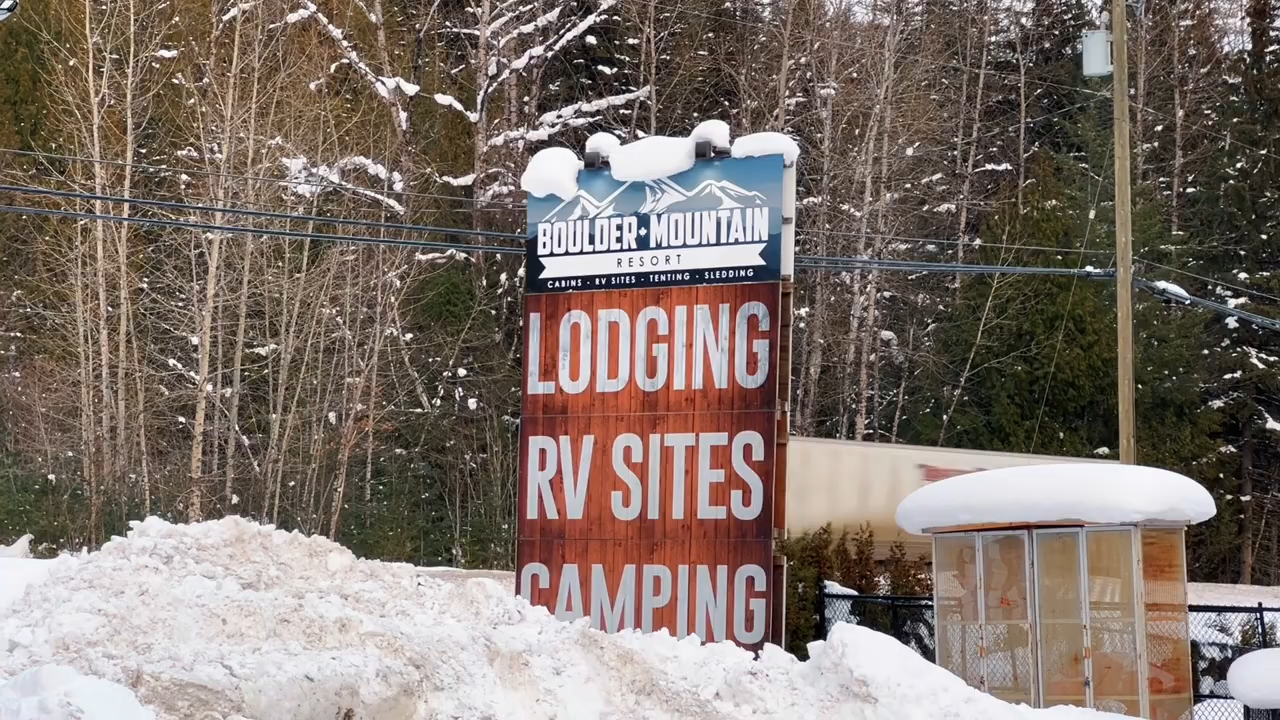 BOULDER MOUNTAIN
RESORT
CABINS - RV SITES - TENTING - SLEDDING
LODGING
RV SITES
CAMPING